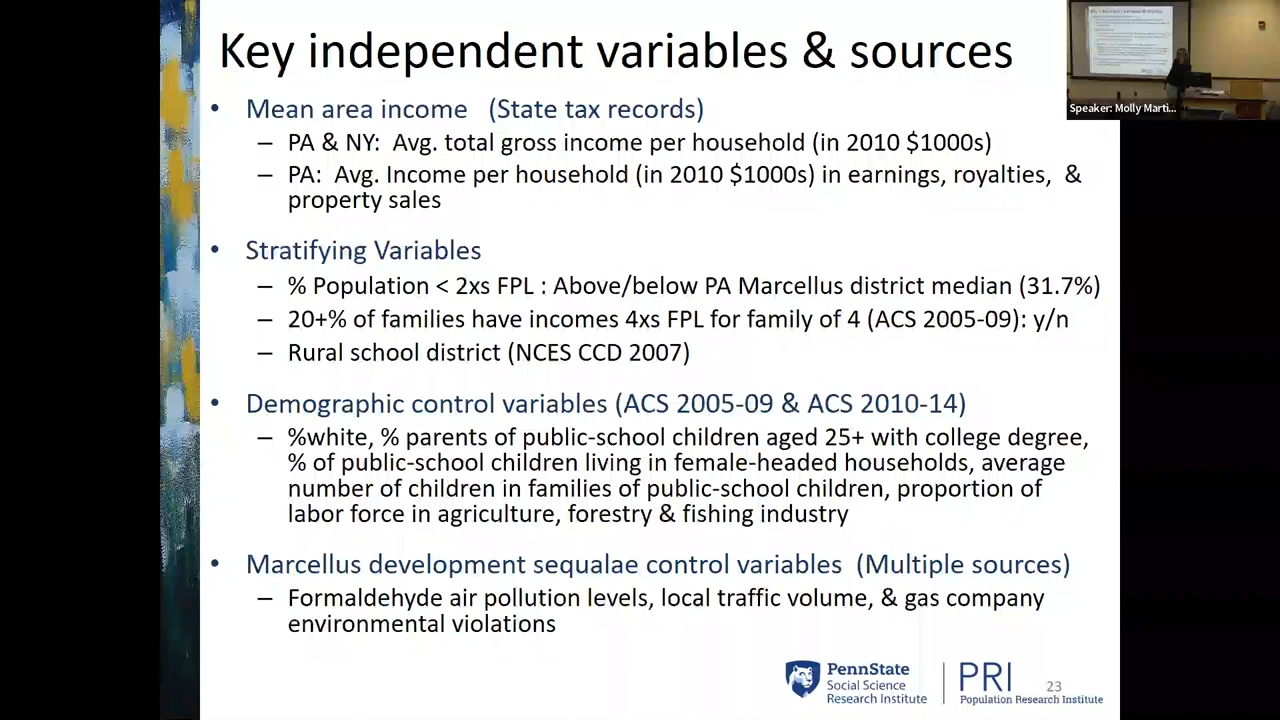 Key independent variables & sources
• Mean area income (State tax records)
– PA & NY: Avg. total gross income per household (in 2010 $1000s)
– PA: Avg. Income per household (in 2010 $1000s) in earnings, royalties, &
property sales
• Stratifying Variables
– % Population < 2xs FPL : Above/below PA Marcellus district median (31.7%)
– 20+% of families have incomes 4xs FPL for family of 4 (ACS 2005-09): y/n
– Rural school district (NCES CCD 2007)
• Demographic control variables (ACS 2005-09 & ACS 2010-14)
– %white, % parents of public-school children aged 25+ with college degree,
% of public-school children living in female-headed households, average
number of children in families of public-school children, proportion of
labor force in agriculture, forestry & fishing industry
• Marcellus development sequalae control variables (Multiple sources)
– Formaldehyde air pollution levels, local traffic volume, & gas company
environmental violations
PennState
Social Science
Research Institute
PRI
Population Research Institute
23
Speaker: Molly Marti...